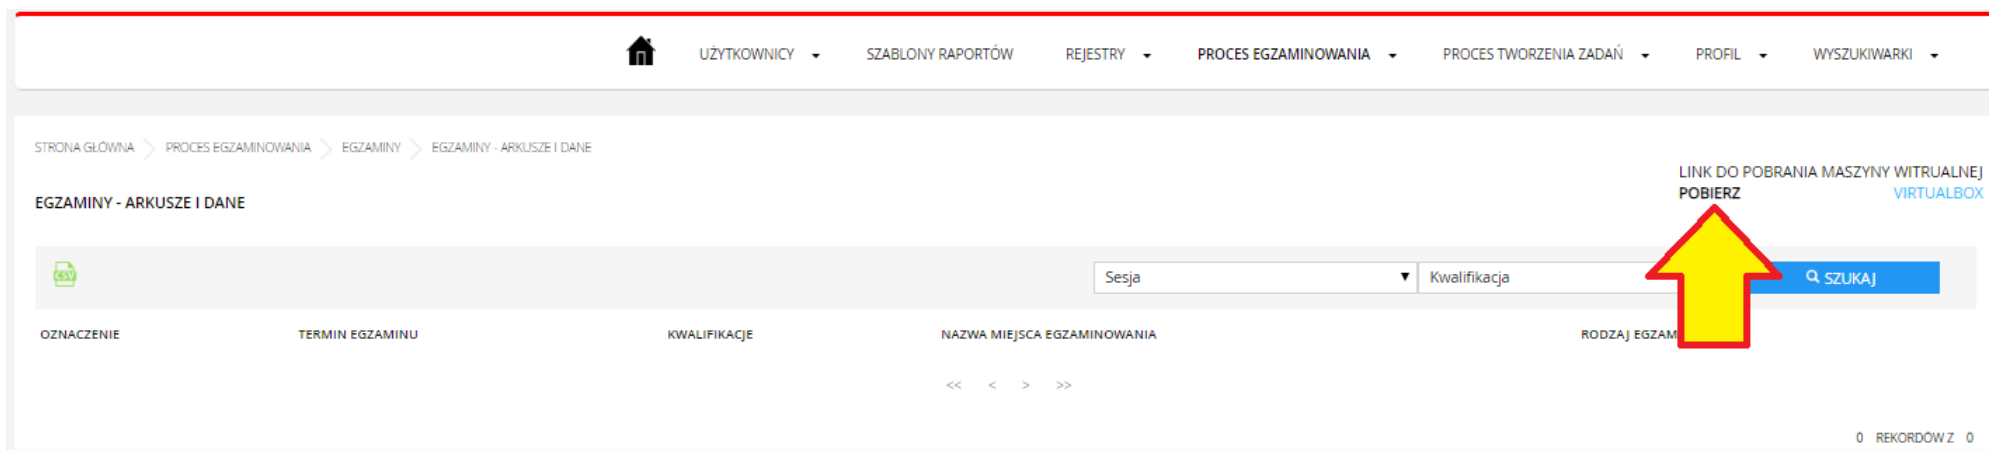 UŻYTKOWNICY SZABLONY RAPORTÓW REJESTRY PROCES EGZAMINOWANIA PROCES TWORZENIA ZADAŃ PROFIL WYSZUKIWARKI
STRONA GŁÓWNA PROCES EGZAMINOWANIA EGZAMINY EGZAMINY - ARKUSZE I DANE
LINK DO POBRANIA MASZYNY WITRUALNEJ
POBIERZ VIRTUALBOX
EGZAMINY - ARKUSZE I DANE
CSV Sesja Kwalifikacja SZUKAJ
OZNACZENIE TERMIN EGZAMINU KWALIFIKACJE NAZWA MIEJSCA EGZAMINOWANIA RODZAJ
<< < > >>
0 REKORDÓW Z 0